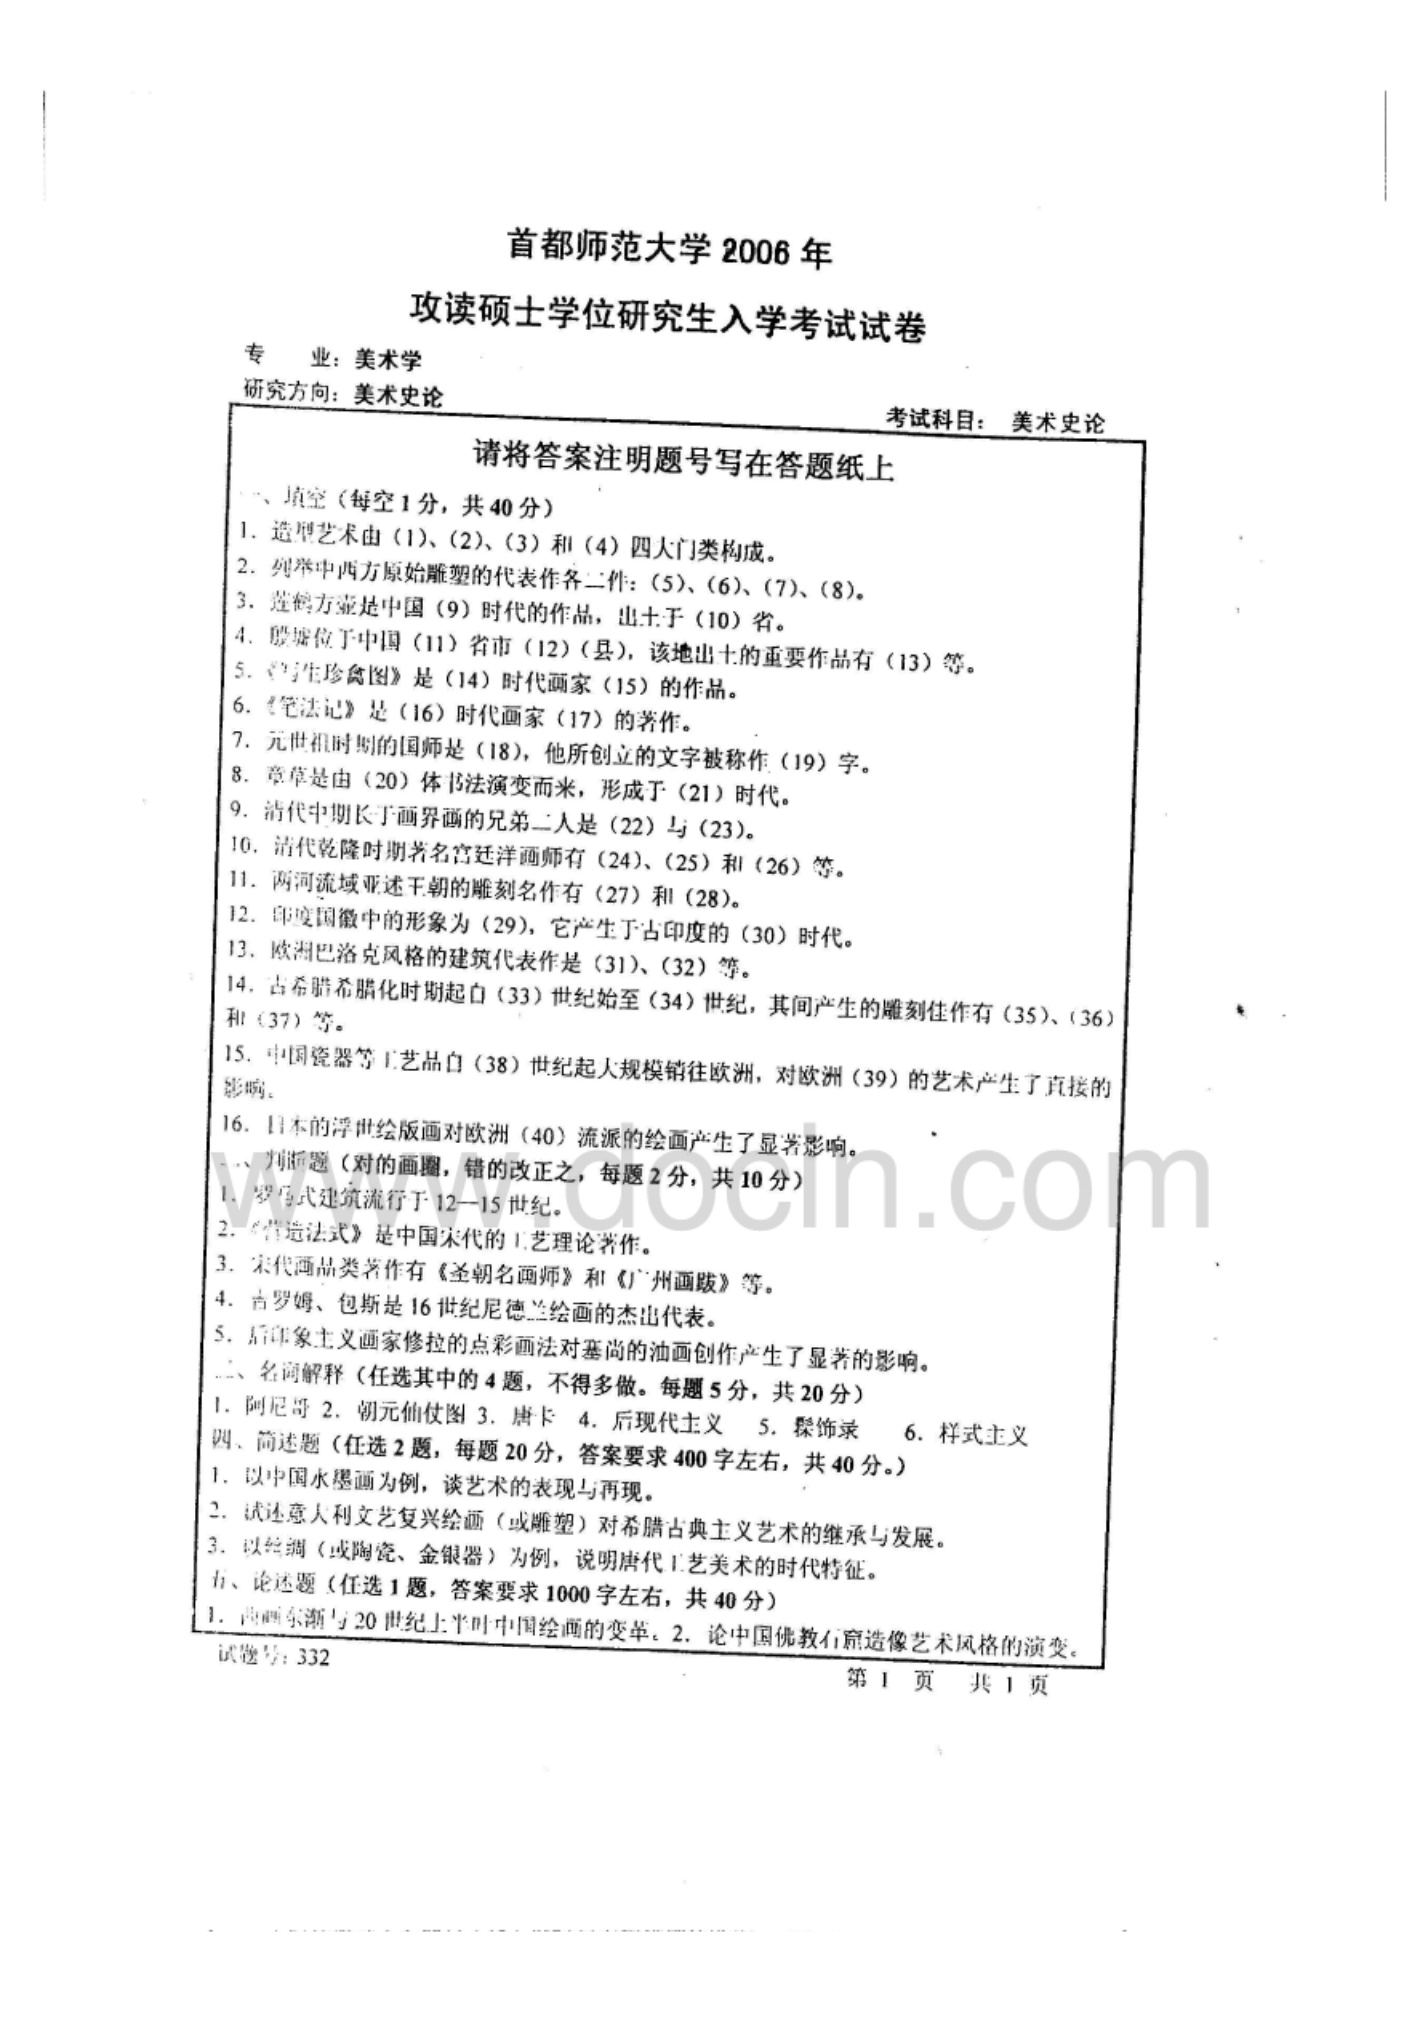 首都师范大学2006年
攻读硕士学位研究生入学考试试卷
专 业：美术学
研究方向：美术史论
考试科目： 美术史论
请将答案注明题号写在答题纸上
一、填空（每空1分，共40分）
1．造型艺术由（1）、（2）、（3）和（4）四大门类构成。
2．列举中西方原始雕塑的代表作各二件：（5）、（6）、（7）、（8）。
3．莲鹤方壶是中国（9）时代的作品，出土于（10）省。
4．殷墟位于中国（11）省市（12）（县），该地出土的重要作品有（13）等。
5．《写生珍禽图》是（14）时代画家（15）的作品。
6．《笔法记》是（16）时代画家（17）的著作。
7．元世祖时期的国师是（18），他所创立的文字被称作（19）字。
8．章草是由（20）体书法演变而来，形成于（21）时代。
9．清代中期长于画界画的兄弟二人是（22）与（23）。
10．清代乾隆时期著名宫廷洋画师有（24）、（25）和（26）等。
11．两河流域亚述王朝的雕刻名作有（27）和（28）。
12．印度国徽中的形象为（29），它产生于古印度的（30）时代。
13．欧洲巴洛克风格的建筑代表作是（31）、（32）等。
14．古希腊希腊化时期起自（33）世纪始至（34）世纪，其间产生的雕刻佳作有（35）、（36）
和（37）等。
15．中国瓷器等工艺品自（38）世纪起大规模销往欧洲，对欧洲（39）的艺术产生了直接的
影响。
16．日本的浮世绘版画对欧洲（40）流派的绘画产生了显著影响。
二、判断题（对的画圈，错的改正之，每题2分，共10分）
1．罗马式建筑流行于12—15世纪。
2．《营造法式》是中国宋代的工艺理论著作。
3．宋代画品类著作有《圣朝名画师》和《广州画跋》等。
4．吉罗姆、包斯是16世纪尼德兰绘画的杰出代表。
5．后印象主义画家修拉的点彩画法对塞尚的油画创作产生了显著的影响。
三、名词解释（任选其中的4题，不得多做。每题5分，共20分）
1．阿尼哥 2．朝元仙仗图 3．唐卡 4．后现代主义 5．髹饰录 6．样式主义
四、简述题（任选2题，每题20分，答案要求400字左右，共40分。）
1．以中国水墨画为例，谈艺术的表现与再现。
2．试述意大利文艺复兴绘画（或雕塑）对希腊古典主义艺术的继承与发展。
3．以丝绸（或陶瓷、金银器）为例，说明唐代工艺美术的时代特征。
五、论述题（任选1题，答案要求1000字左右，共40分）
1．西画东渐与20世纪上半叶中国绘画的变革。2．论中国佛教石窟造像艺术风格的演变。
试题号：332
第 1 页 共 1 页
www.docin.com